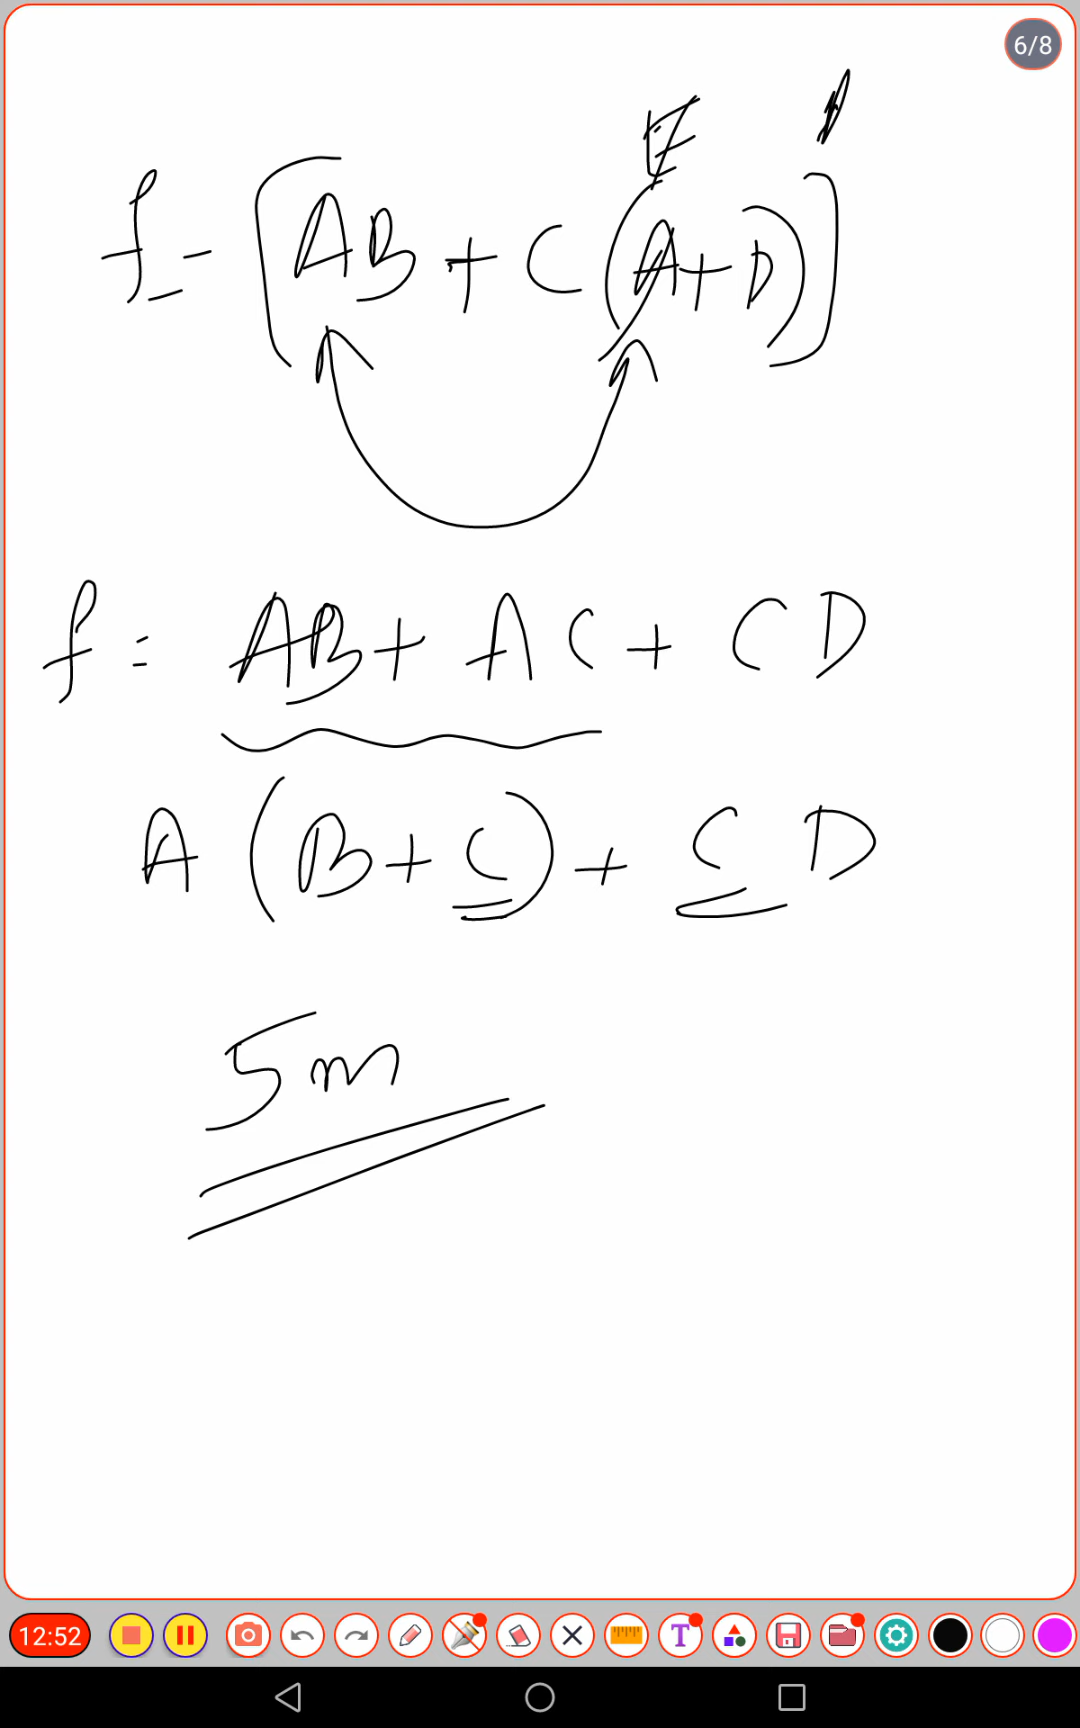 6/8
E
f = [AB + C(A+D)]'
f = AB + AC + CD
A(B+C) + CD
5m
12:52
T